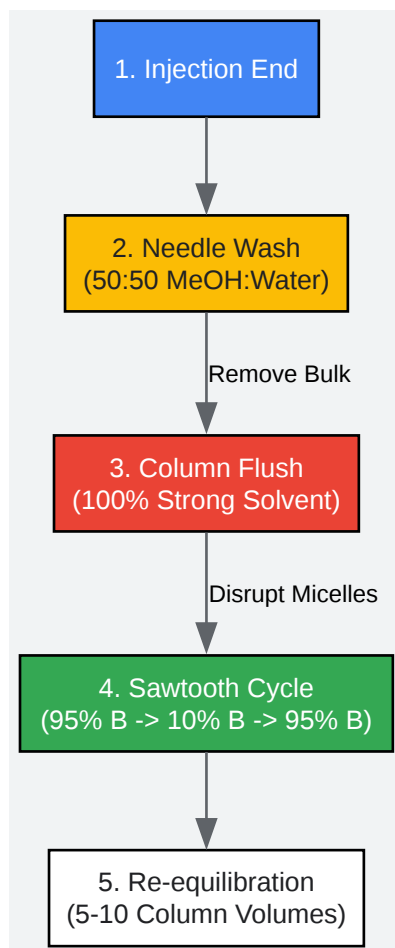 1. Injection End
2. Needle Wash
(50:50 MeOH:Water)
Remove Bulk
3. Column Flush
(100% Strong Solvent)
Disrupt Micelles
4. Sawtooth Cycle
(95% B -> 10% B -> 95% B)
5. Re-equilibration
(5-10 Column Volumes)